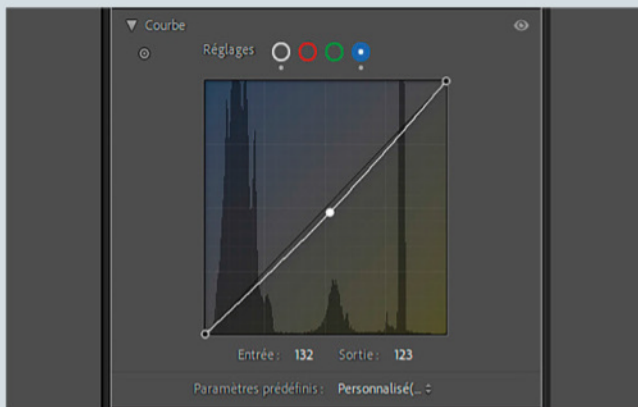 Courbe
Réglages
Entrée : 132 Sortie : 123
Paramètres prédéfinis : Personnalisé(...